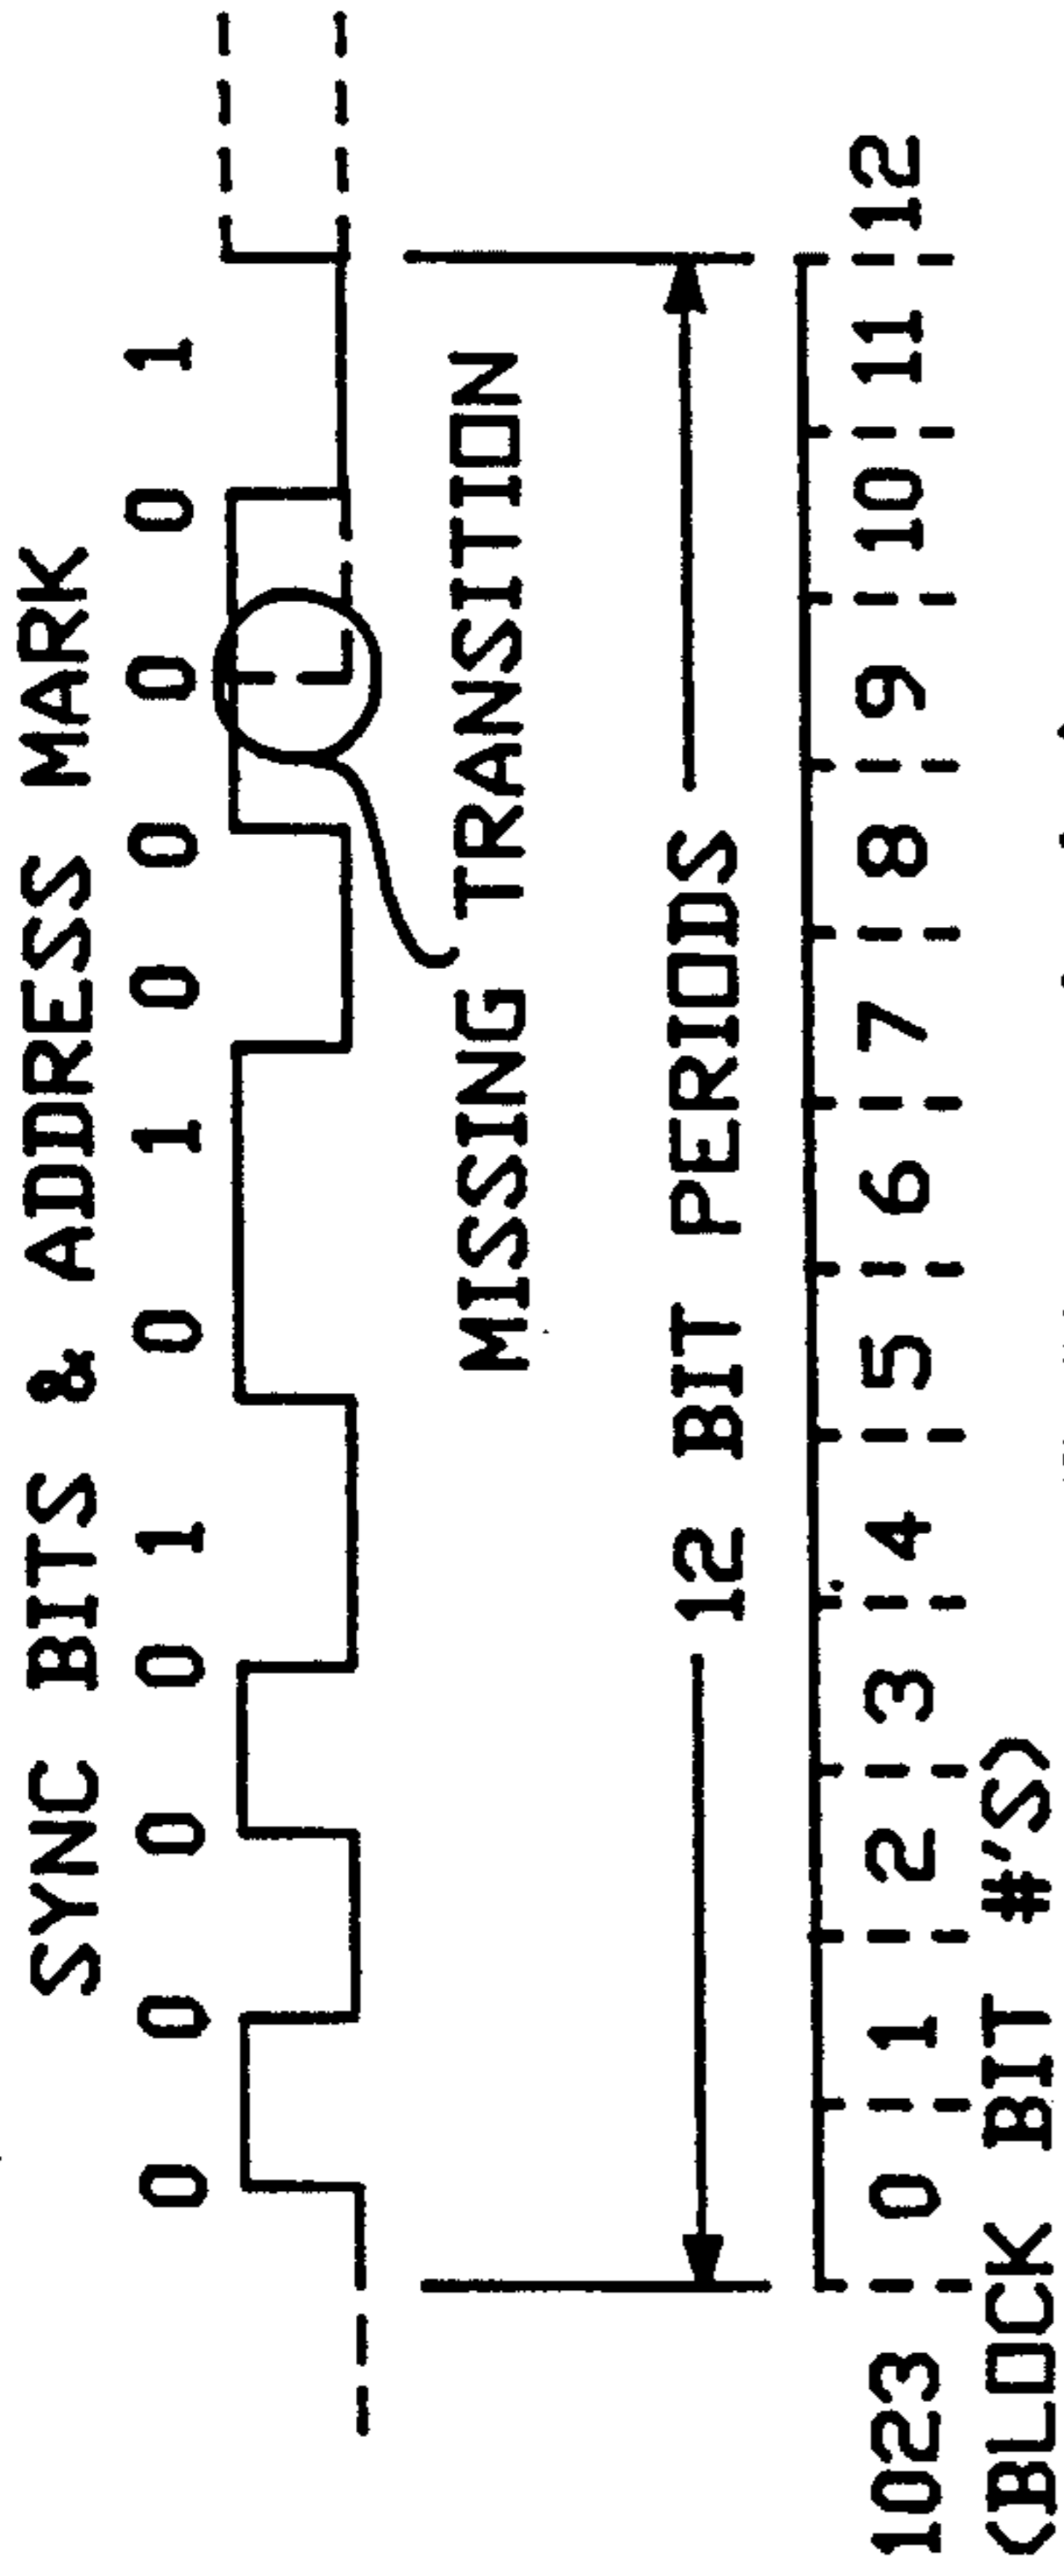 SYNC BITS & ADDRESS MARK
0 0 0 0 1 0 1 0 0 0 0 1
MISSING TRANSITION
12 BIT PERIODS
1023 0 1 2 3 4 5 6 7 8 9 10 11 12
(BLOCK BIT #'S)